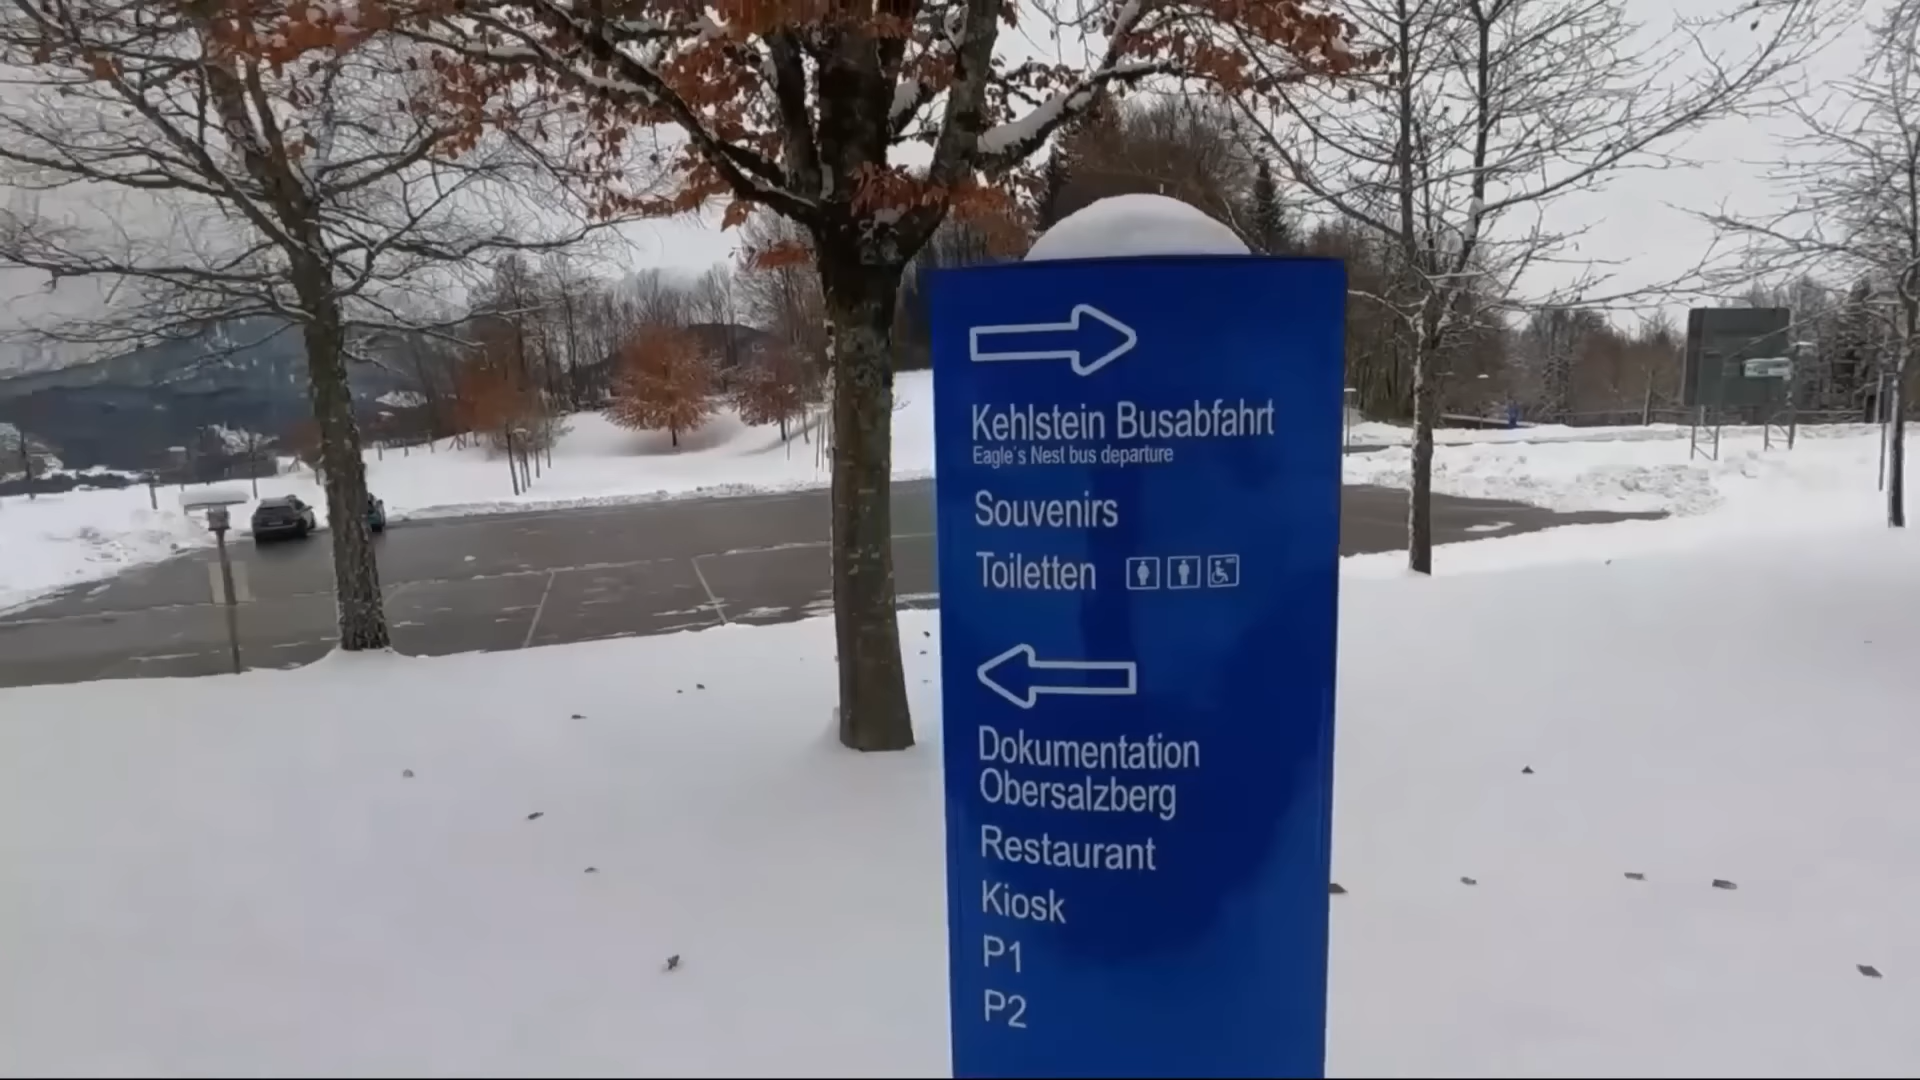 Kehlstein Busabfahrt
Eagle's Nest bus departure
Souvenirs
Toiletten
Dokumentation
Obersalzberg
Restaurant
Kiosk
P1
P2